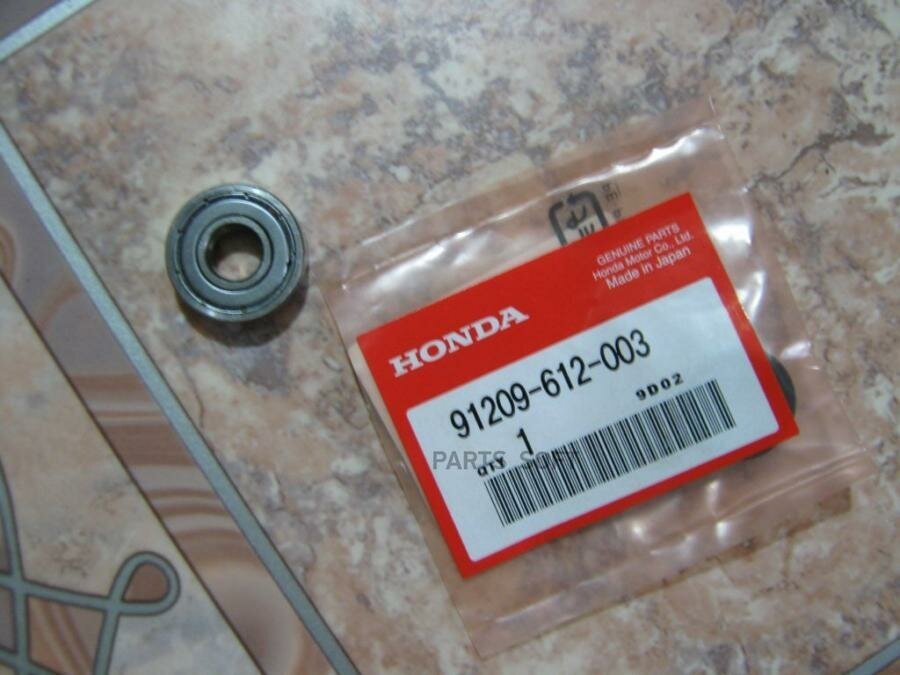 GENUINE PARTS
Honda Motor Co., Ltd.
Made in Japan
HONDA
91209-612-003
9D02
QTY 1
PARTS SOFT